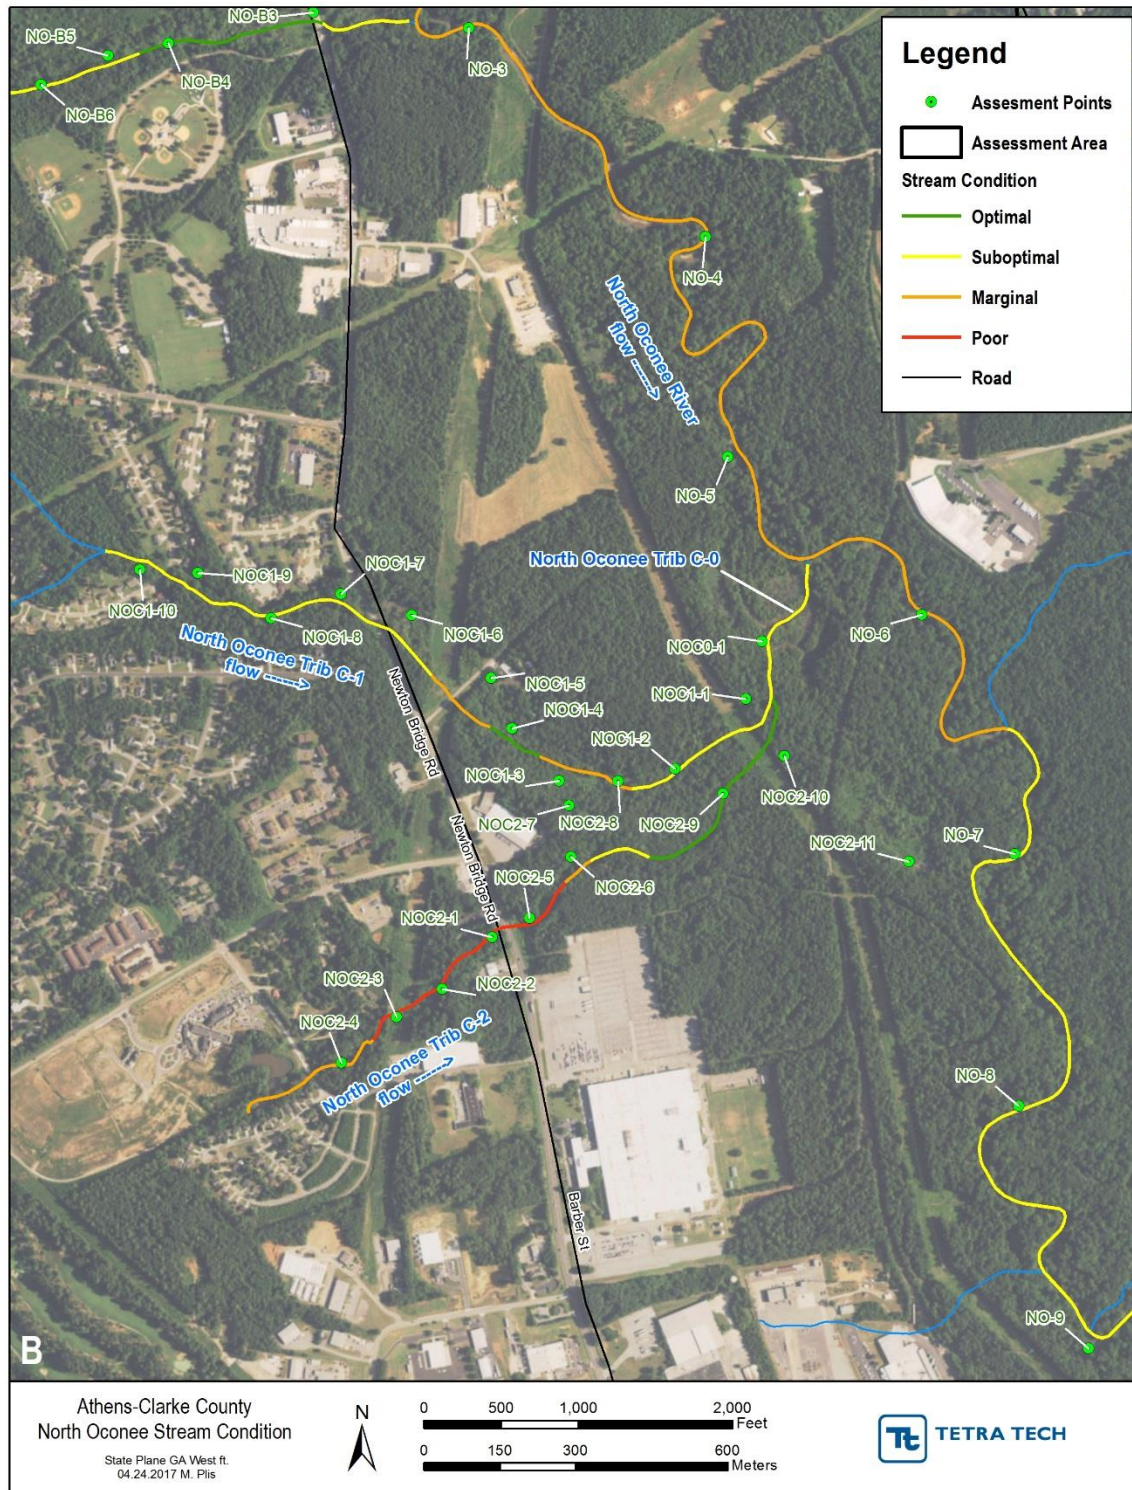 NO-B3
NO-B5
NO-B4
NO-B6
NO-3
Legend
Assesment Points
Assessment Area
Stream Condition
Optimal
Suboptimal
Marginal
Poor
Road
NO-4
North Oconee River
flow ------>
NO-5
North Oconee Trib C-0
NOC1-7
NOC1-9
NOC1-10
NOC1-8
NOC1-6
NO-6
NOC0-1
North Oconee Trib C-1
flow ------>
NOC1-5
NOC1-1
NOC1-4
Newton Bridge Rd
NOC1-2
NOC1-3
NOC2-10
NOC2-7
NOC2-8
NOC2-9
NO-7
NOC2-11
Newton Bridge Rd
NOC2-5
NOC2-6
NOC2-1
NOC2-3
NOC2-2
NOC2-4
North Oconee Trib C-2
flow ------>
NO-8
Barber St
NO-9
B
Athens-Clarke County
North Oconee Stream Condition
State Plane GA West ft.
04.24.2017 M. Plis
N
0 500 1,000 2,000
Feet
0 150 300 600
Meters
Tt TETRA TECH